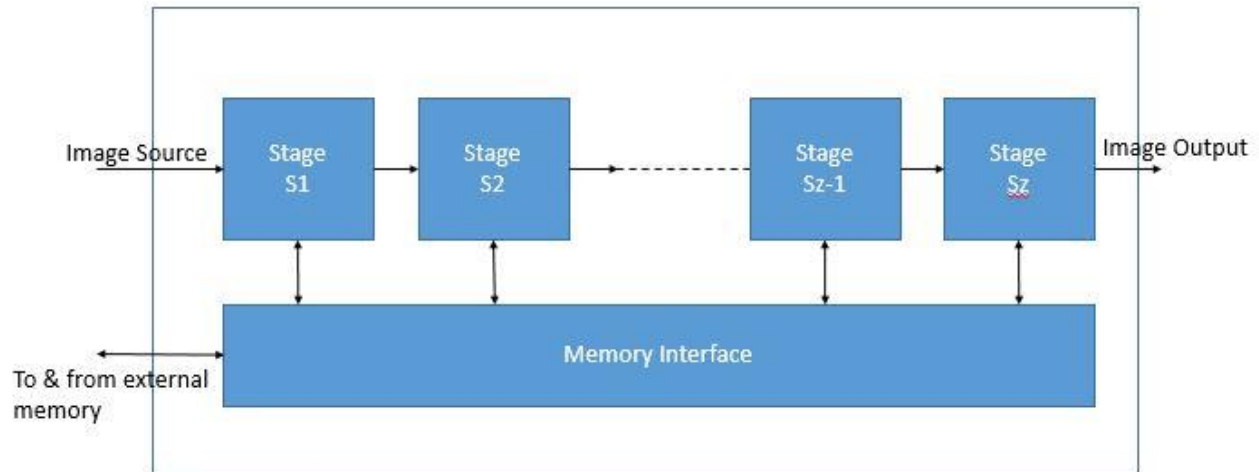 Image Source
Stage
S1
Stage
S2
Stage
Sz-1
Stage
Sz
Image Output
Memory Interface
To & from external
memory